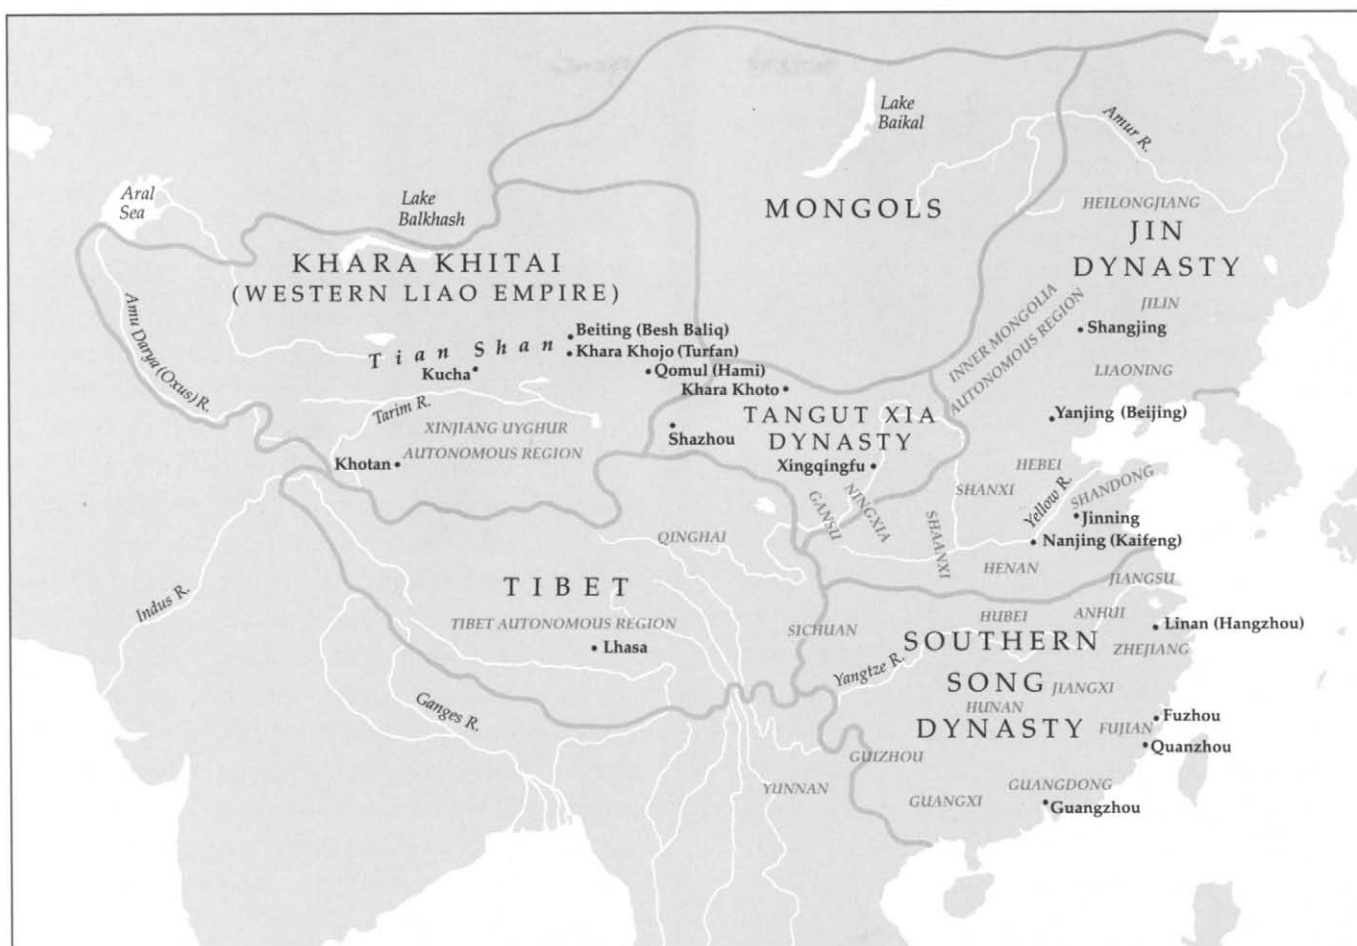 Lake
Baikal
Amur R.
Aral
Sea
Lake
Balkhash
MONGOLS
HEILONGJIANG
JIN
DYNASTY
KHARA KHITAI
(WESTERN LIAO EMPIRE)
INNER MONGOLIA
AUTONOMOUS REGION
JILIN
Shangjing
Amu Darya (Oxus) R.
Beiting (Besh Baliq)
Tian Shan
Khara Khojo (Turfan)
Kucha
Qomul (Hami)
Khara Khoto
LIAONING
Tarim R.
TANGUT XIA
DYNASTY
Yanjing (Beijing)
XINJIANG UYGHUR
AUTONOMOUS REGION
Shazhou
Khotan
Xingqingfu
HEBEI
SHANXI
SHANDONG
Yellow R.
GANSU
NINGXIA
SHAANXI
Jinning
QINGHAI
Nanjing (Kaifeng)
HENAN
JIANGSU
TIBET
Indus R.
TIBET AUTONOMOUS REGION
Lhasa
SICHUAN
HUBEI
ANHUI
Linan (Hangzhou)
SOUTHERN
ZHEJIANG
Yangtze R.
SONG
JIANGXI
HUNAN
Ganges R.
DYNASTY
FUJIAN
Fuzhou
Quanzhou
GUIZHOU
YUNNAN
GUANGXI
GUANGDONG
Guangzhou